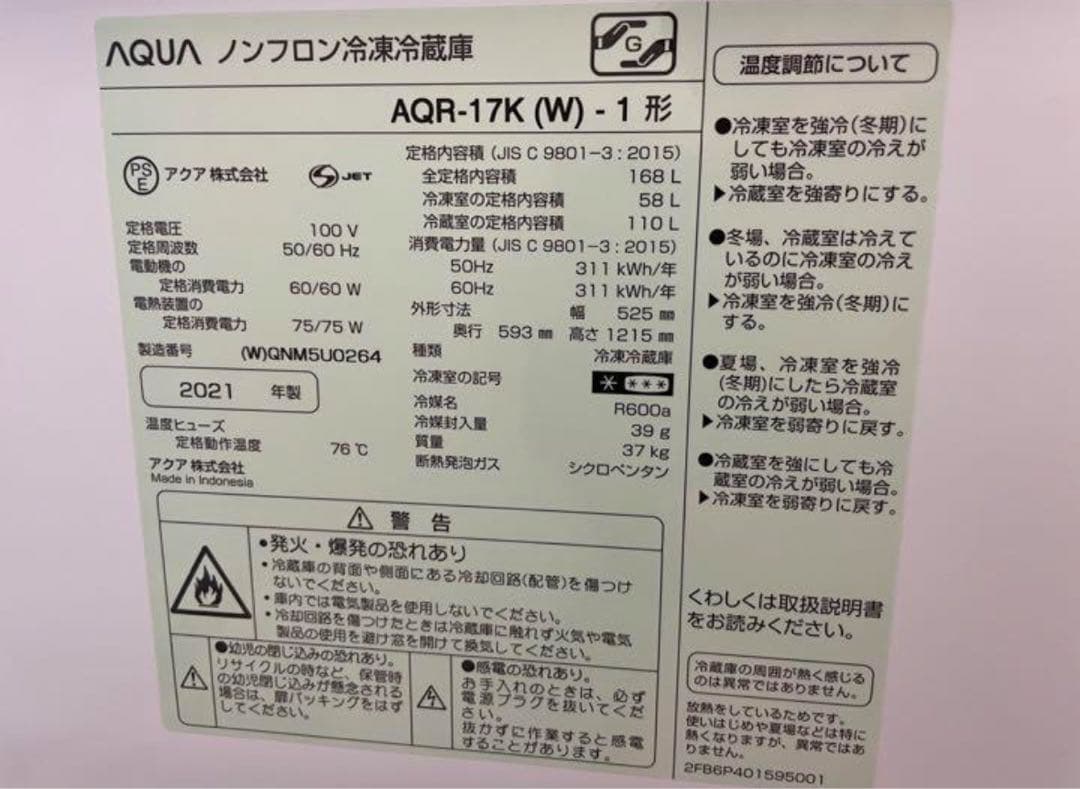 AQUA ノンフロン冷凍冷蔵庫
G
AQR-17K (W) - 1 形
PS E アクア 株式会社
S JET
定格電圧 100 V
定格周波数 50/60 Hz
電動機の
定格消費電力 60/60 W
電熱装置の
定格消費電力 75/75 W
製造番号 (W)QNM5U0264
2021 年製
温度ヒューズ
定格動作温度 76 ℃
アクア 株式会社
Made in Indonesia
定格内容積 (JIS C 9801-3 : 2015)
全定格内容積 168 L
冷凍室の定格内容積 58 L
冷蔵室の定格内容積 110 L
消費電力量 (JIS C 9801-3 : 2015)
50Hz 311 kWh/年
60Hz 311 kWh/年
外形寸法 幅 525 ㎜
奥行 593 ㎜ 高さ 1215 ㎜
種類 冷凍冷蔵庫
冷凍室の記号 * ***
冷媒名 R600a
冷媒封入量 39 g
質量 37 kg
断熱発泡ガス シクロペンタン
⚠ 警 告
•発火・爆発の恐れあり
•冷蔵庫の背面や側面にある冷却回路(配管)を傷つけ
ないでください。
•庫内では電気製品を使用しないでください。
•冷却回路を傷つけたときは冷蔵庫に触れず火気や電気
製品の使用を避け窓を開けて換気してください。
●幼児の閉じ込みの恐れあり。
リサイクルの時など、保管時
の幼児閉じ込みが懸念される
場合は、扉パッキングをはず
してください。
●感電の恐れあり。
お手入れのときは、必ず
電源プラグを抜いてくだ
さい。
抜かずに作業すると感電
することがあります。
温度調節について
●冷凍室を強冷(冬期)に
しても冷凍室の冷えが
弱い場合。
▶冷蔵室を強寄りにする。
●冬場、冷蔵室は冷えて
いるのに冷凍室の冷え
が弱い場合。
▶冷凍室を強冷(冬期)に
する。
●夏場、冷凍室を強冷
(冬期)にしたら冷蔵室
の冷えが弱い場合。
▶冷凍室を弱寄りに戻す。
●冷蔵室を強にしても冷
蔵室の冷えが弱い場合。
▶冷凍室を弱寄りに戻す。
くわしくは取扱説明書
をお読みください。
冷蔵庫の周囲が熱く感じる
のは異常ではありません。
放熱をしているためです。
使いはじめや夏場などは特に
熱くなりますが、異常ではあ
りません。
2FB6P401595001